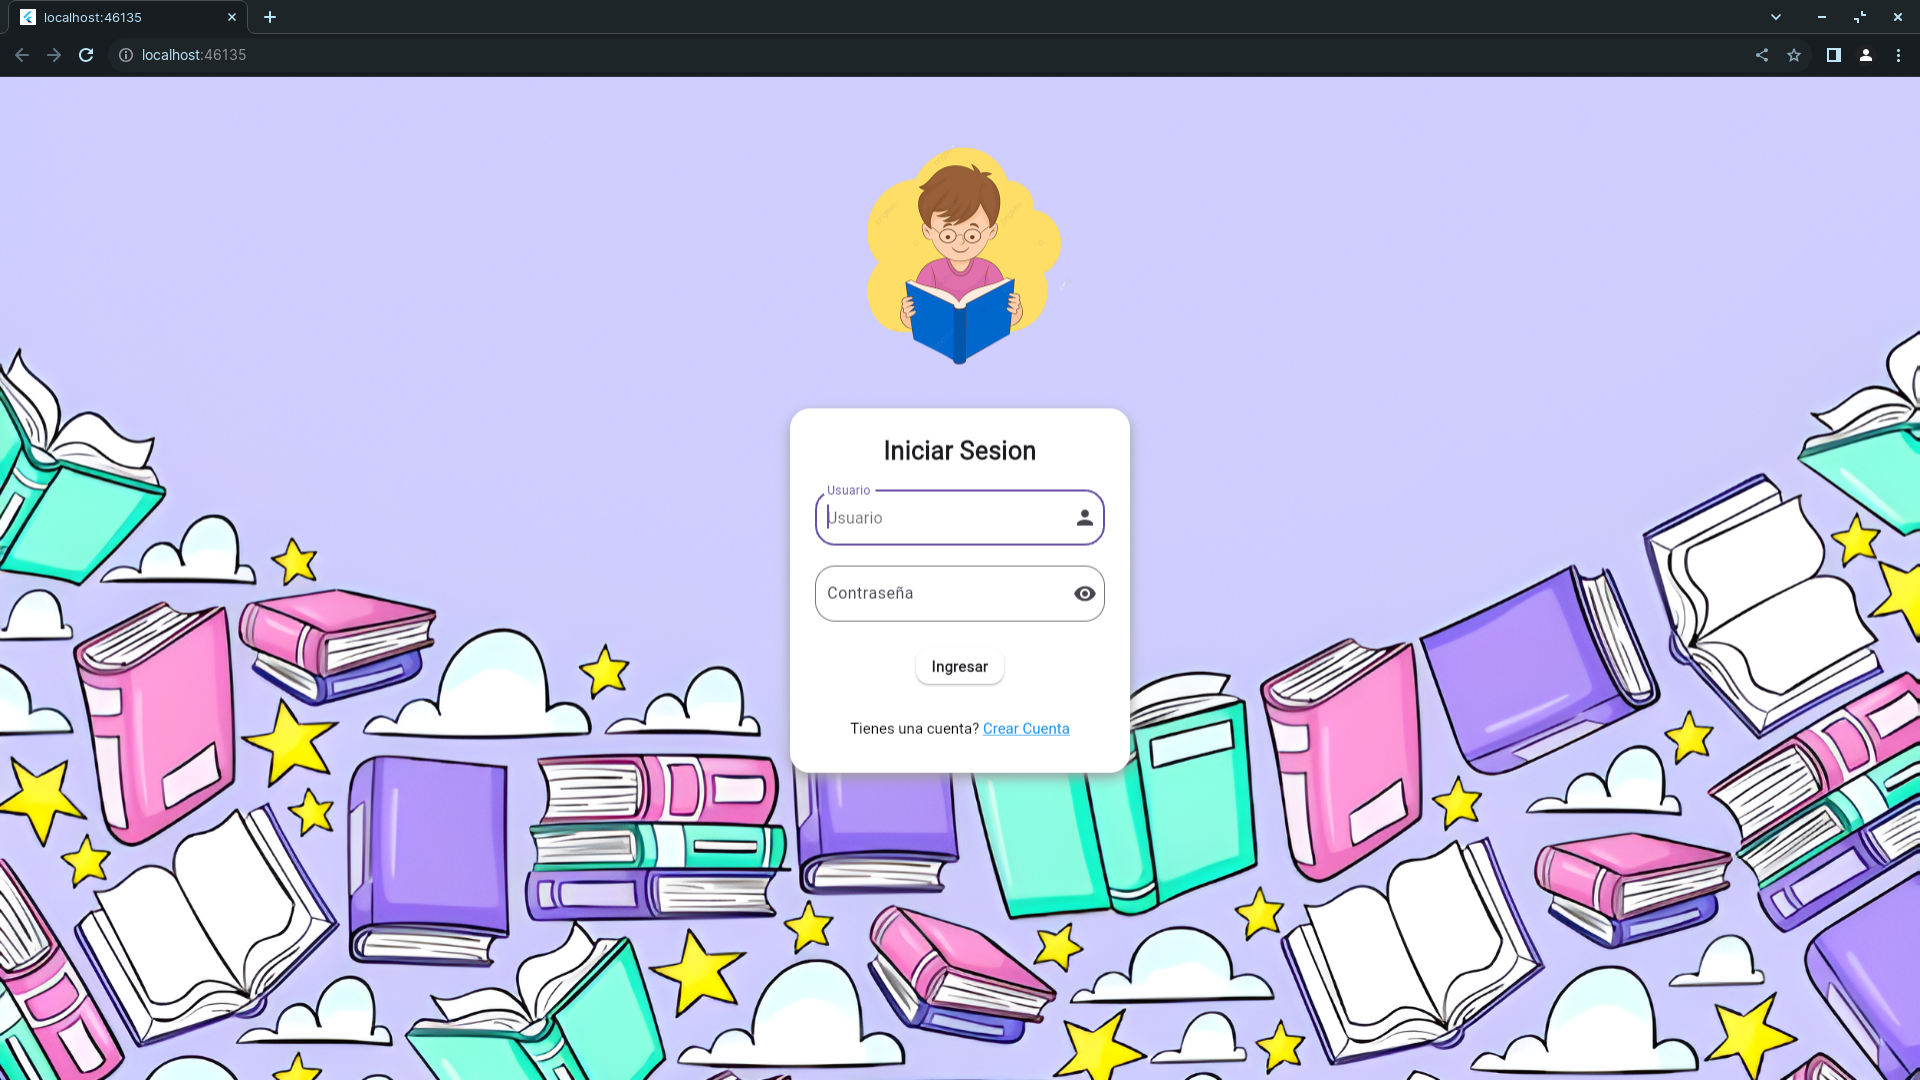 localhost:46135
localhost:46135
Iniciar Sesion
Usuario
Usuario
Contraseña
Ingresar
Tienes una cuenta? Crear Cuenta